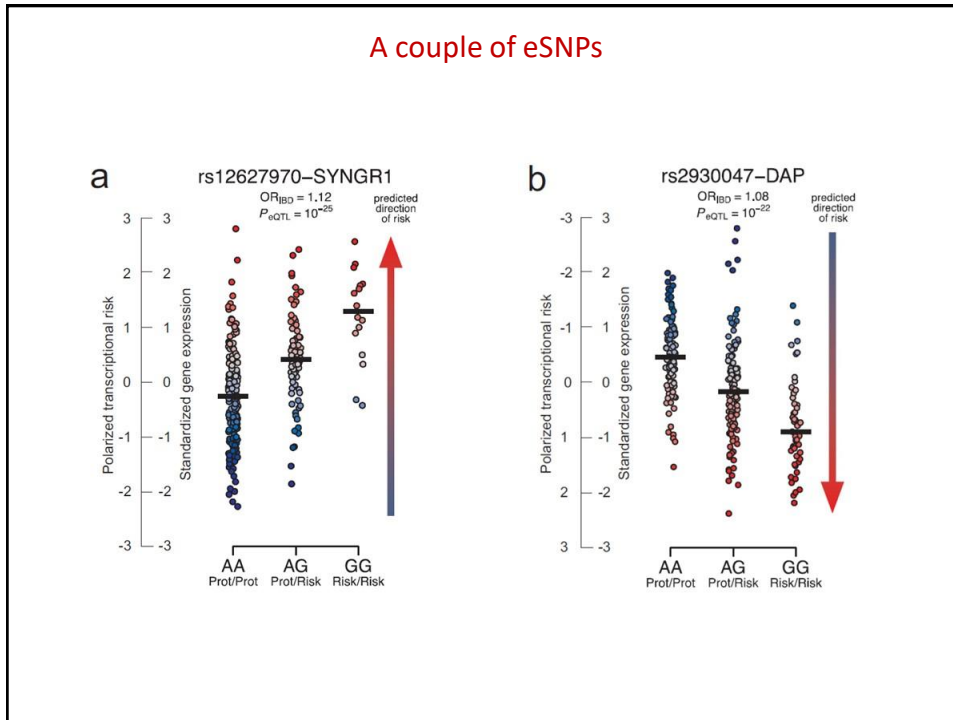 A couple of eSNPs
a
rs12627970–SYNGR1
OR_IBD = 1.12
P_eQTL = 10^-25
predicted
direction
of risk
Polarized transcriptional risk
3
2
1
0
-1
-2
-3
Standardized gene expression
3
2
1
0
-1
-2
-3
AA
Prot/Prot
AG
Prot/Risk
GG
Risk/Risk
b
rs2930047–DAP
OR_IBD = 1.08
P_eQTL = 10^-22
predicted
direction
of risk
Polarized transcriptional risk
-3
-2
-1
0
1
2
3
Standardized gene expression
3
2
1
0
-1
-2
-3
AA
Prot/Prot
AG
Prot/Risk
GG
Risk/Risk